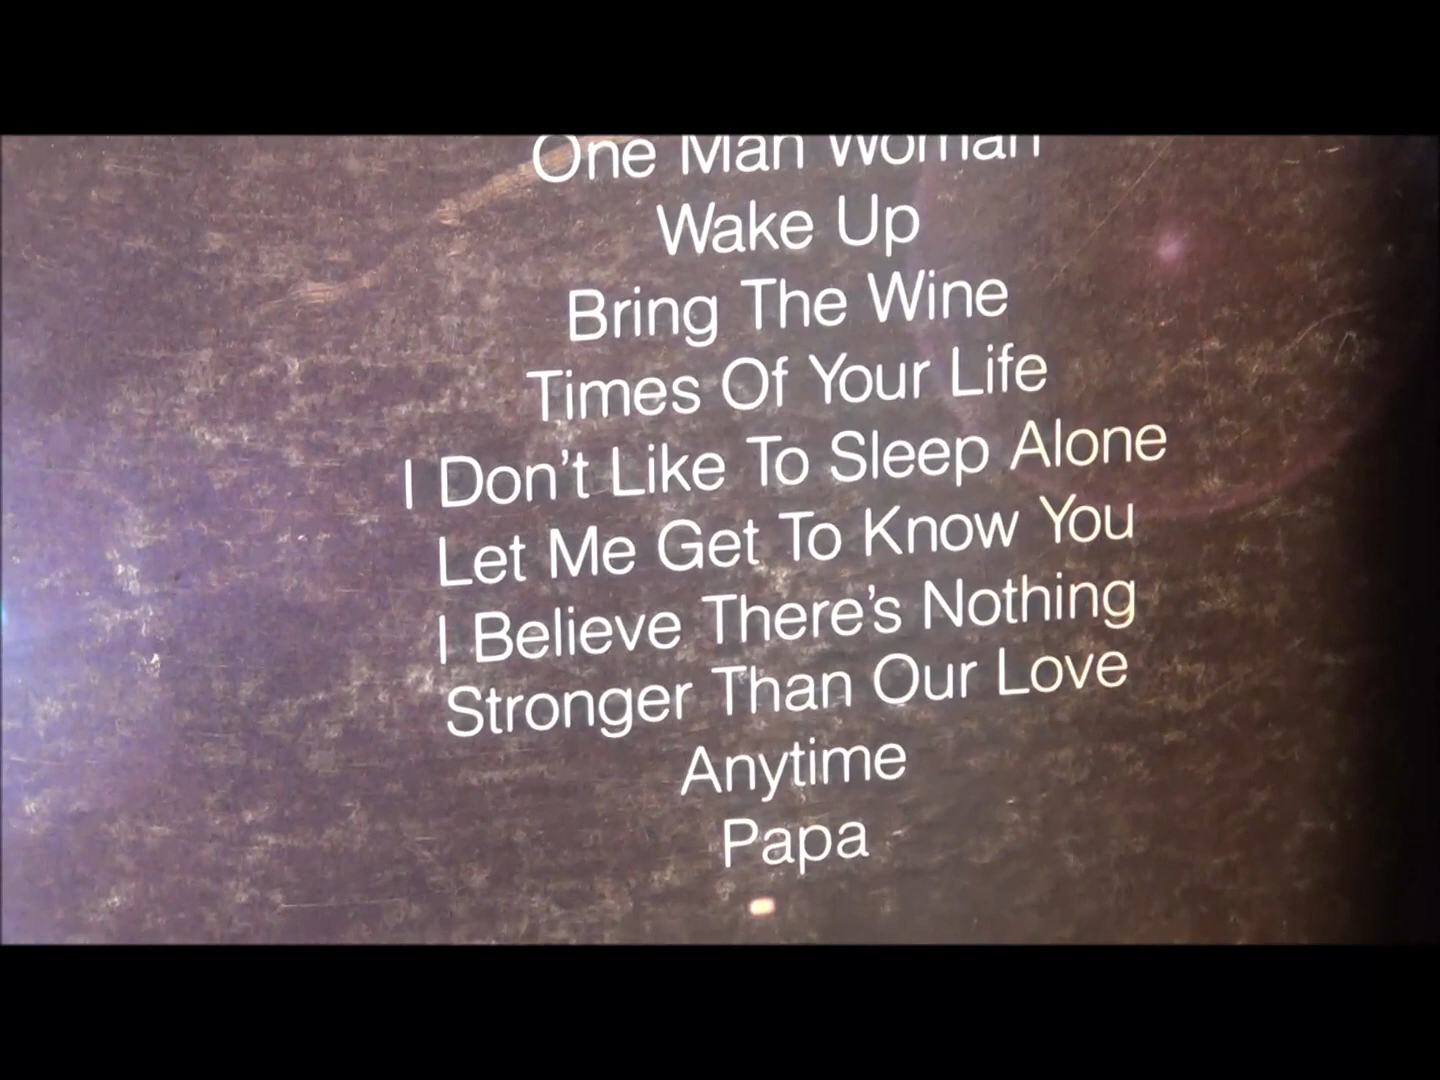 One Man Woman
Wake Up
Bring The Wine
Times Of Your Life
I Don't Like To Sleep Alone
Let Me Get To Know You
I Believe There's Nothing
Stronger Than Our Love
Anytime
Papa